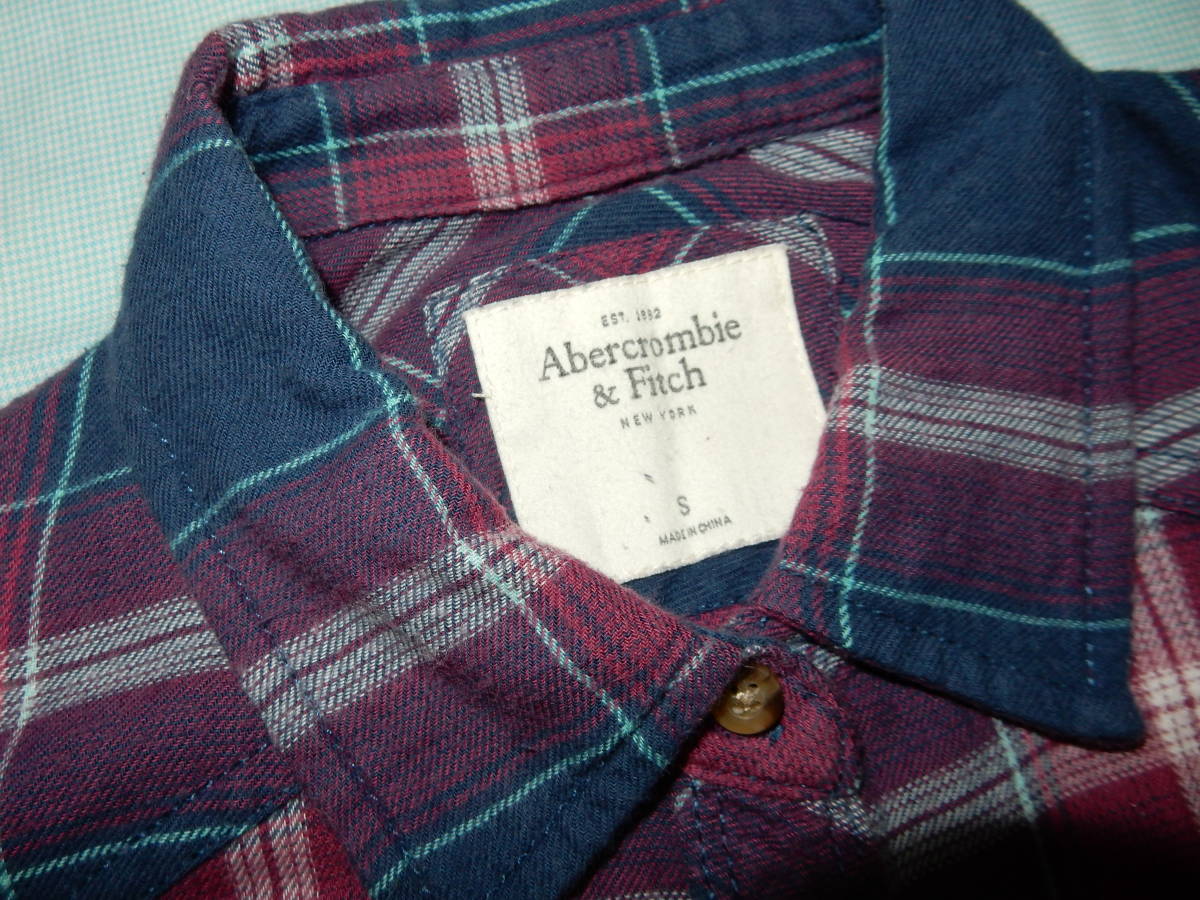 EST. 1892
Abercrombie
& Fitch
NEW YORK
S
MADE IN CHINA